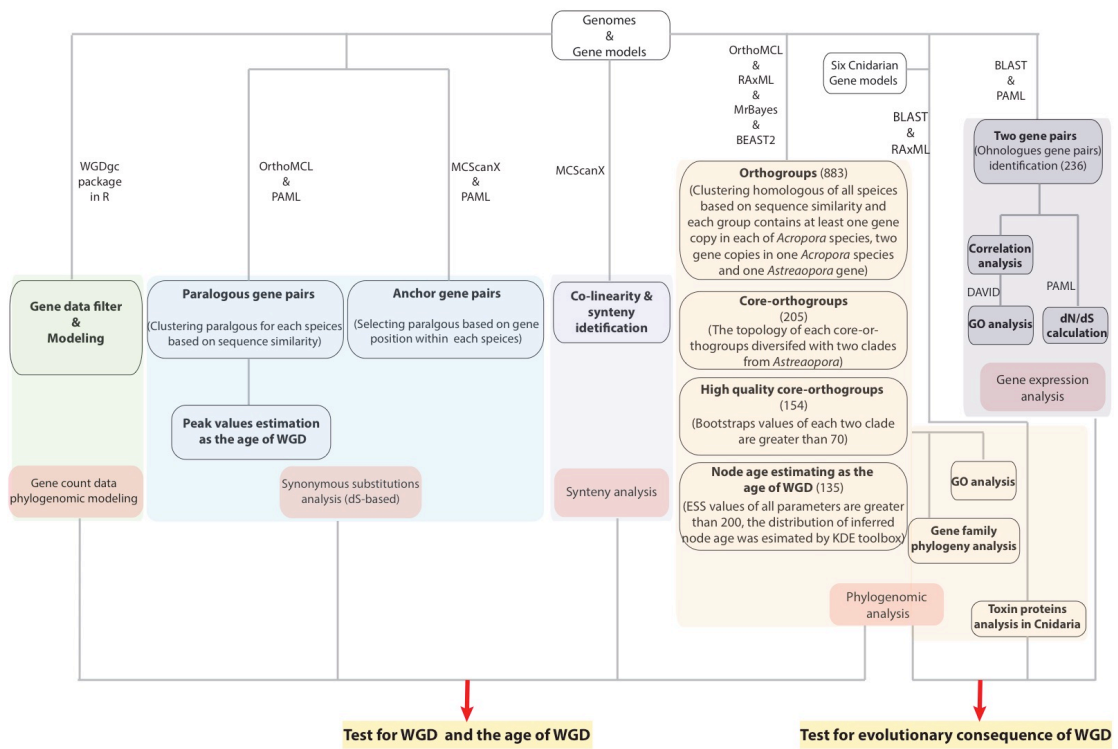 Genomes
&
Gene models
WGDgc
package
in R
OrthoMCL
&
PAML
MCScanX
&
PAML
MCScanX
OrthoMCL
&
RAxML
&
MrBayes
&
BEAST2
Six Cnidarian
Gene models
BLAST
&
RAxML
BLAST
&
PAML
Gene data filter
&
Modeling
Gene count data
phylogenomic modeling
Paralogous gene pairs
(Clustering paralgous for each speices
based on sequence similarity)
Anchor gene pairs
(Selecting paralgous based on gene
position within each speices)
Peak values estimation
as the age of WGD
Synonymous substitutions
analysis (dS-based)
Co-linearity &
synteny
idetification
Synteny analysis
Orthogroups (883)
(Clustering homologous of all speices
based on sequence similarity and
each group contains at least one gene
copy in each of Acropora species, two
gene copies in one Acropora species
and one Astreaopora gene)
Core-orthogroups
(205)
(The topology of each core-or-
thogroups diversifed with two clades
from Astreaopora)
High quality core-orthogroups
(154)
(Bootstraps values of each two clade
are greater than 70)
Node age estimating as the
age of WGD (135)
(ESS values of all parameters are greater
than 200, the distribution of inferred
node age was esimated by KDE toolbox)
Phylogenomic
analysis
GO analysis
Gene family
phylogeny analysis
Toxin proteins
analysis in Cnidaria
Two gene pairs
(Ohnologues gene pairs)
identification (236)
Correlation
analysis
DAVID
PAML
GO analysis
dN/dS
calculation
Gene expression
analysis
Test for WGD and the age of WGD
Test for evolutionary consequence of WGD